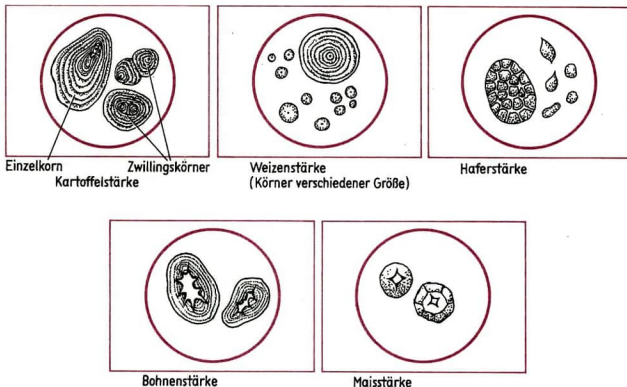 Einzelkorn Zwillingskörner
Kartoffelstärke
Weizenstärke
(Körner verschiedener Größe)
Haferstärke
Bohnenstärke
Maisstärke